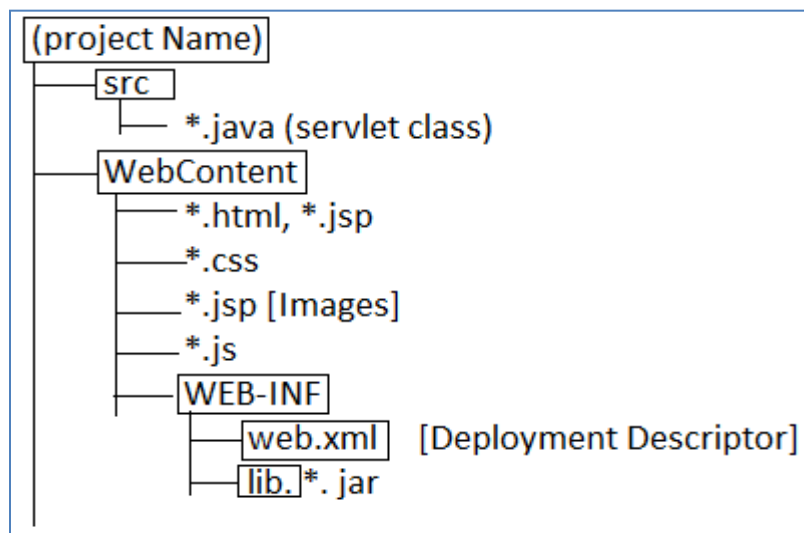 (project Name)
src
*.java (servlet class)
WebContent
*.html, *.jsp
*.css
*.jsp [Images]
*.js
WEB-INF
web.xml [Deployment Descriptor]
lib. *. jar